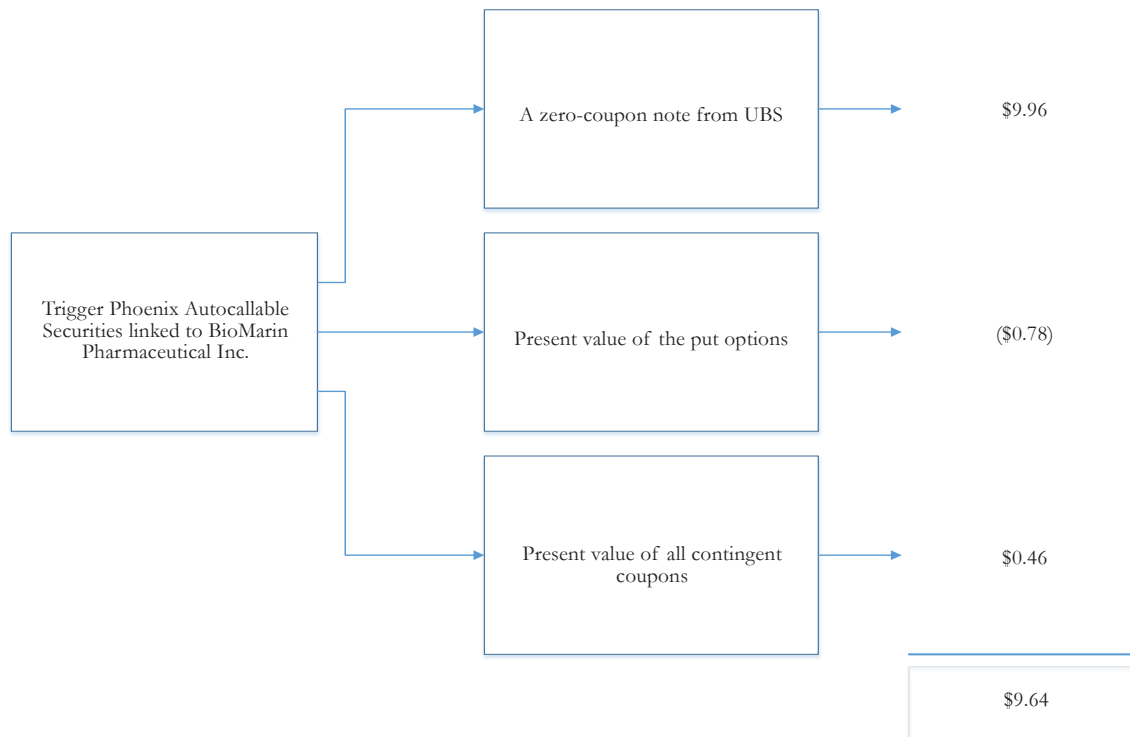 A zero-coupon note from UBS
$9.96
Trigger Phoenix Autocallable
Securities linked to BioMarin
Pharmaceutical Inc.
Present value of the put options
($0.78)
Present value of all contingent
coupons
$0.46
$9.64